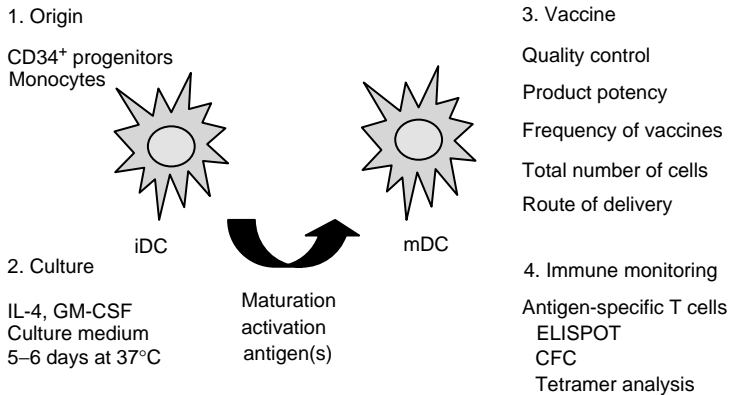 1. Origin
CD34+ progenitors
Monocytes
iDC
2. Culture
IL-4, GM-CSF
Culture medium
5–6 days at 37°C
Maturation
activation
antigen(s)
mDC
3. Vaccine
Quality control
Product potency
Frequency of vaccines
Total number of cells
Route of delivery
4. Immune monitoring
Antigen-specific T cells
ELISPOT
CFC
Tetramer analysis